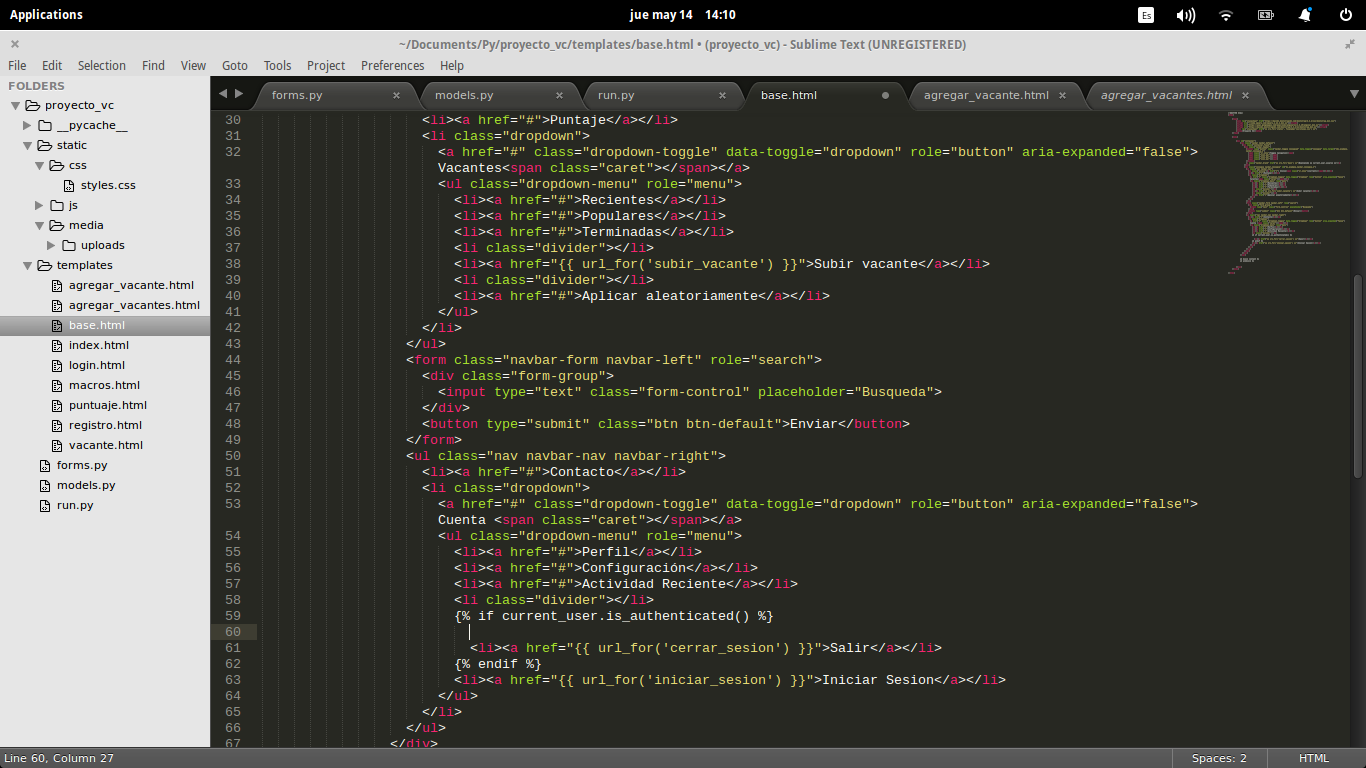 Applications
jue may 14 14:10
Es
~/Documents/Py/proyecto_vc/templates/base.html • (proyecto_vc) - Sublime Text (UNREGISTERED)
File Edit Selection Find View Goto Tools Project Preferences Help
FOLDERS
proyecto_vc
__pycache__
static
css
styles.css
js
media
uploads
templates
agregar_vacante.html
agregar_vacantes.html
base.html
index.html
login.html
macros.html
puntuaje.html
registro.html
vacante.html
forms.py
models.py
run.py
forms.py models.py run.py base.html agregar_vacante.html agregar_vacantes.html
30 <li><a href="#">Puntaje</a></li>
31 <li class="dropdown">
32 <a href="#" class="dropdown-toggle" data-toggle="dropdown" role="button" aria-expanded="false">
Vacantes<span class="caret"></span></a>
33 <ul class="dropdown-menu" role="menu">
34 <li><a href="#">Recientes</a></li>
35 <li><a href="#">Populares</a></li>
36 <li><a href="#">Terminadas</a></li>
37 <li class="divider"></li>
38 <li><a href="{{ url_for('subir_vacante') }}">Subir vacante</a></li>
39 <li class="divider"></li>
40 <li><a href="#">Aplicar aleatoriamente</a></li>
41 </ul>
42 </li>
43 </ul>
44 <form class="navbar-form navbar-left" role="search">
45 <div class="form-group">
46 <input type="text" class="form-control" placeholder="Busqueda">
47 </div>
48 <button type="submit" class="btn btn-default">Enviar</button>
49 </form>
50 <ul class="nav navbar-nav navbar-right">
51 <li><a href="#">Contacto</a></li>
52 <li class="dropdown">
53 <a href="#" class="dropdown-toggle" data-toggle="dropdown" role="button" aria-expanded="false">
Cuenta <span class="caret"></span></a>
54 <ul class="dropdown-menu" role="menu">
55 <li><a href="#">Perfil</a></li>
56 <li><a href="#">Configuración</a></li>
57 <li><a href="#">Actividad Reciente</a></li>
58 <li class="divider"></li>
59 {% if current_user.is_authenticated() %}
60
61 <li><a href="{{ url_for('cerrar_sesion') }}">Salir</a></li>
62 {% endif %}
63 <li><a href="{{ url_for('iniciar_sesion') }}">Iniciar Sesion</a></li>
64 </ul>
65 </li>
66 </ul>
67 </div>
Line 60, Column 27
Spaces: 2
HTML